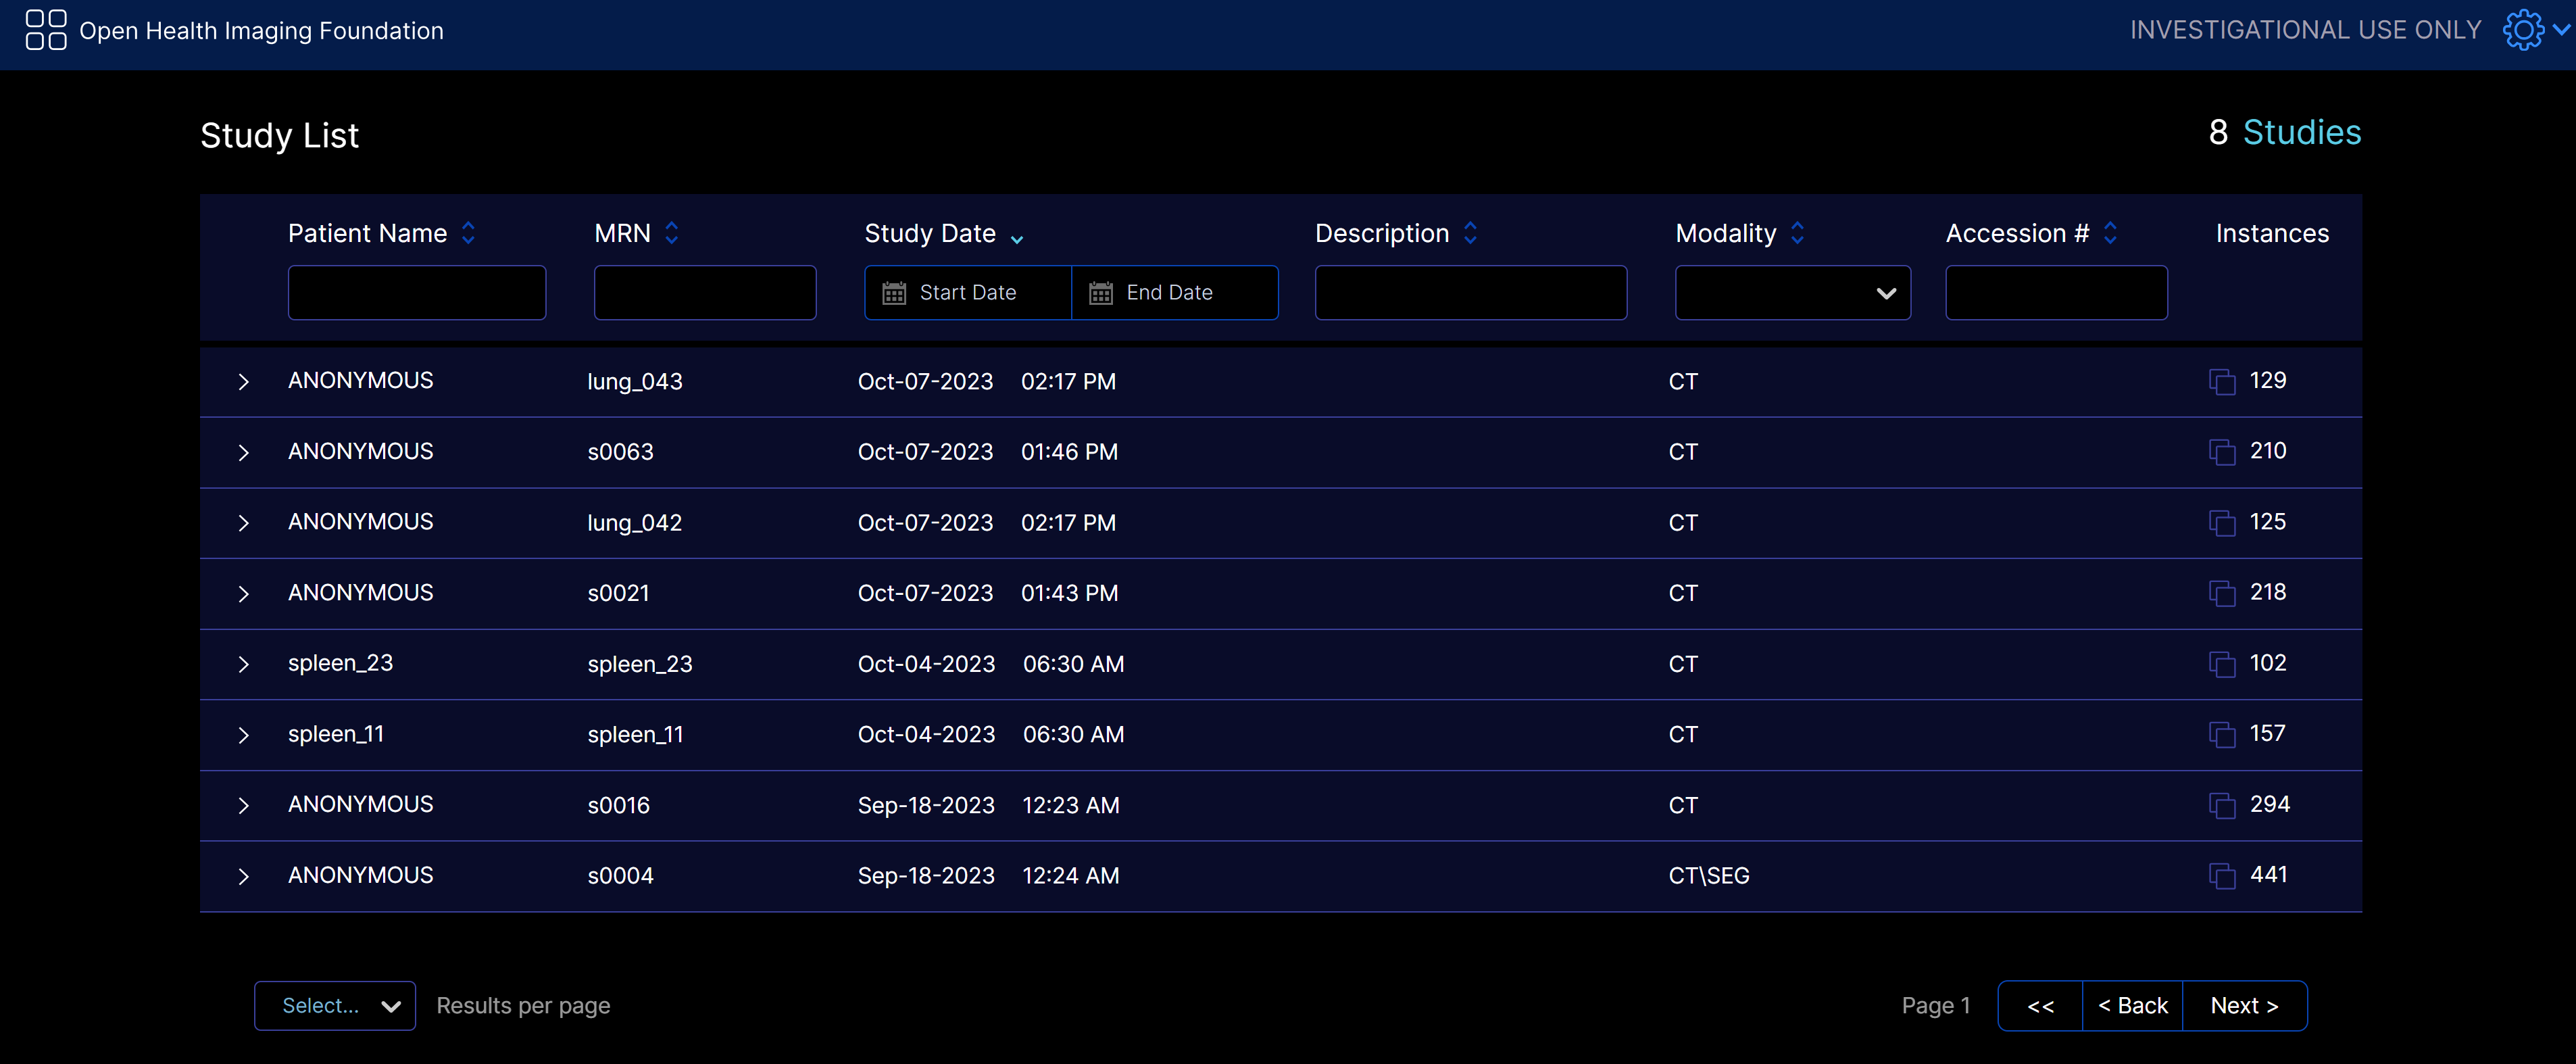 Open Health Imaging Foundation INVESTIGATIONAL USE ONLY
Study List 8 Studies
Patient Name MRN Study Date Description Modality Accession # Instances
Start Date End Date
ANONYMOUS lung_043 Oct-07-2023 02:17 PM CT 129
ANONYMOUS s0063 Oct-07-2023 01:46 PM CT 210
ANONYMOUS lung_042 Oct-07-2023 02:17 PM CT 125
ANONYMOUS s0021 Oct-07-2023 01:43 PM CT 218
spleen_23 spleen_23 Oct-04-2023 06:30 AM CT 102
spleen_11 spleen_11 Oct-04-2023 06:30 AM CT 157
ANONYMOUS s0016 Sep-18-2023 12:23 AM CT 294
ANONYMOUS s0004 Sep-18-2023 12:24 AM CT\SEG 441
Select... Results per page Page 1 << < Back Next >